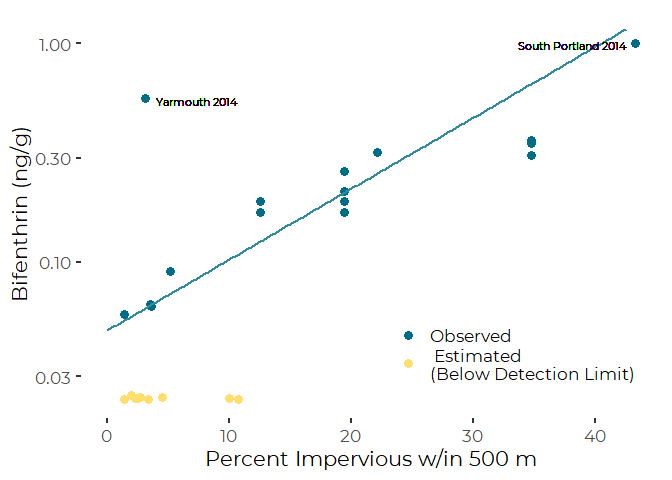 1.00
South Portland 2014
Yarmouth 2014
0.30
Bifenthrin (ng/g)
0.10
Observed
Estimated
(Below Detection Limit)
0.03
0 10 20 30 40
Percent Impervious w/in 500 m